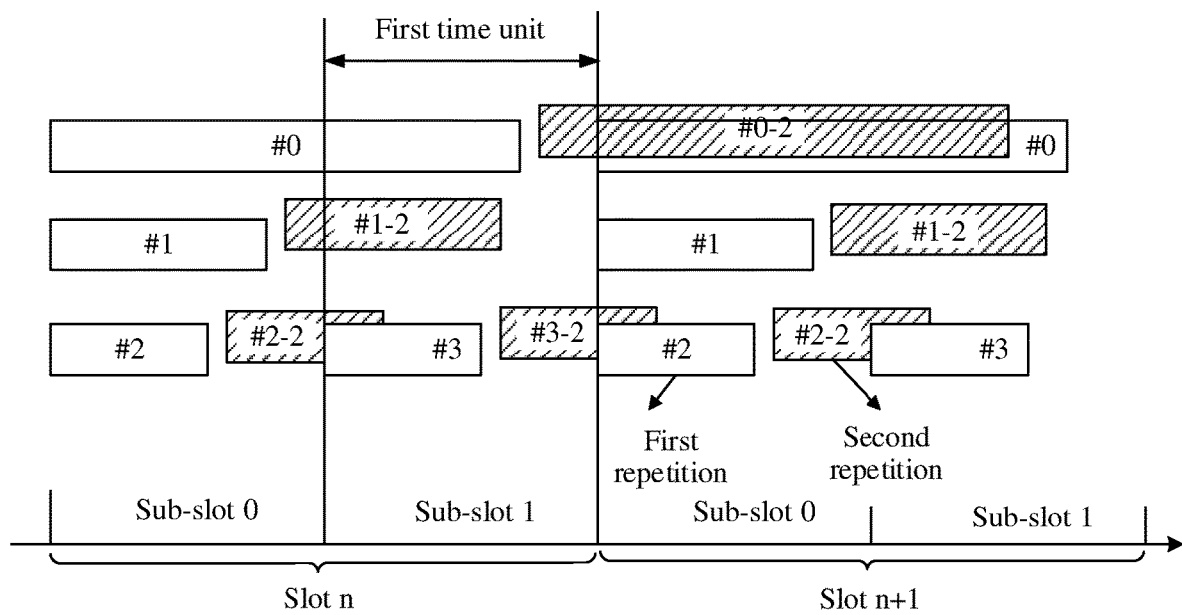 First time unit
#0
#0-2
#0
#1
#1-2
#1
#1-2
#2
#2-2
#3
#3-2
#2
#2-2
#3
First
repetition
Second
repetition
Sub-slot 0
Sub-slot 1
Sub-slot 0
Sub-slot 1
Slot n
Slot n+1